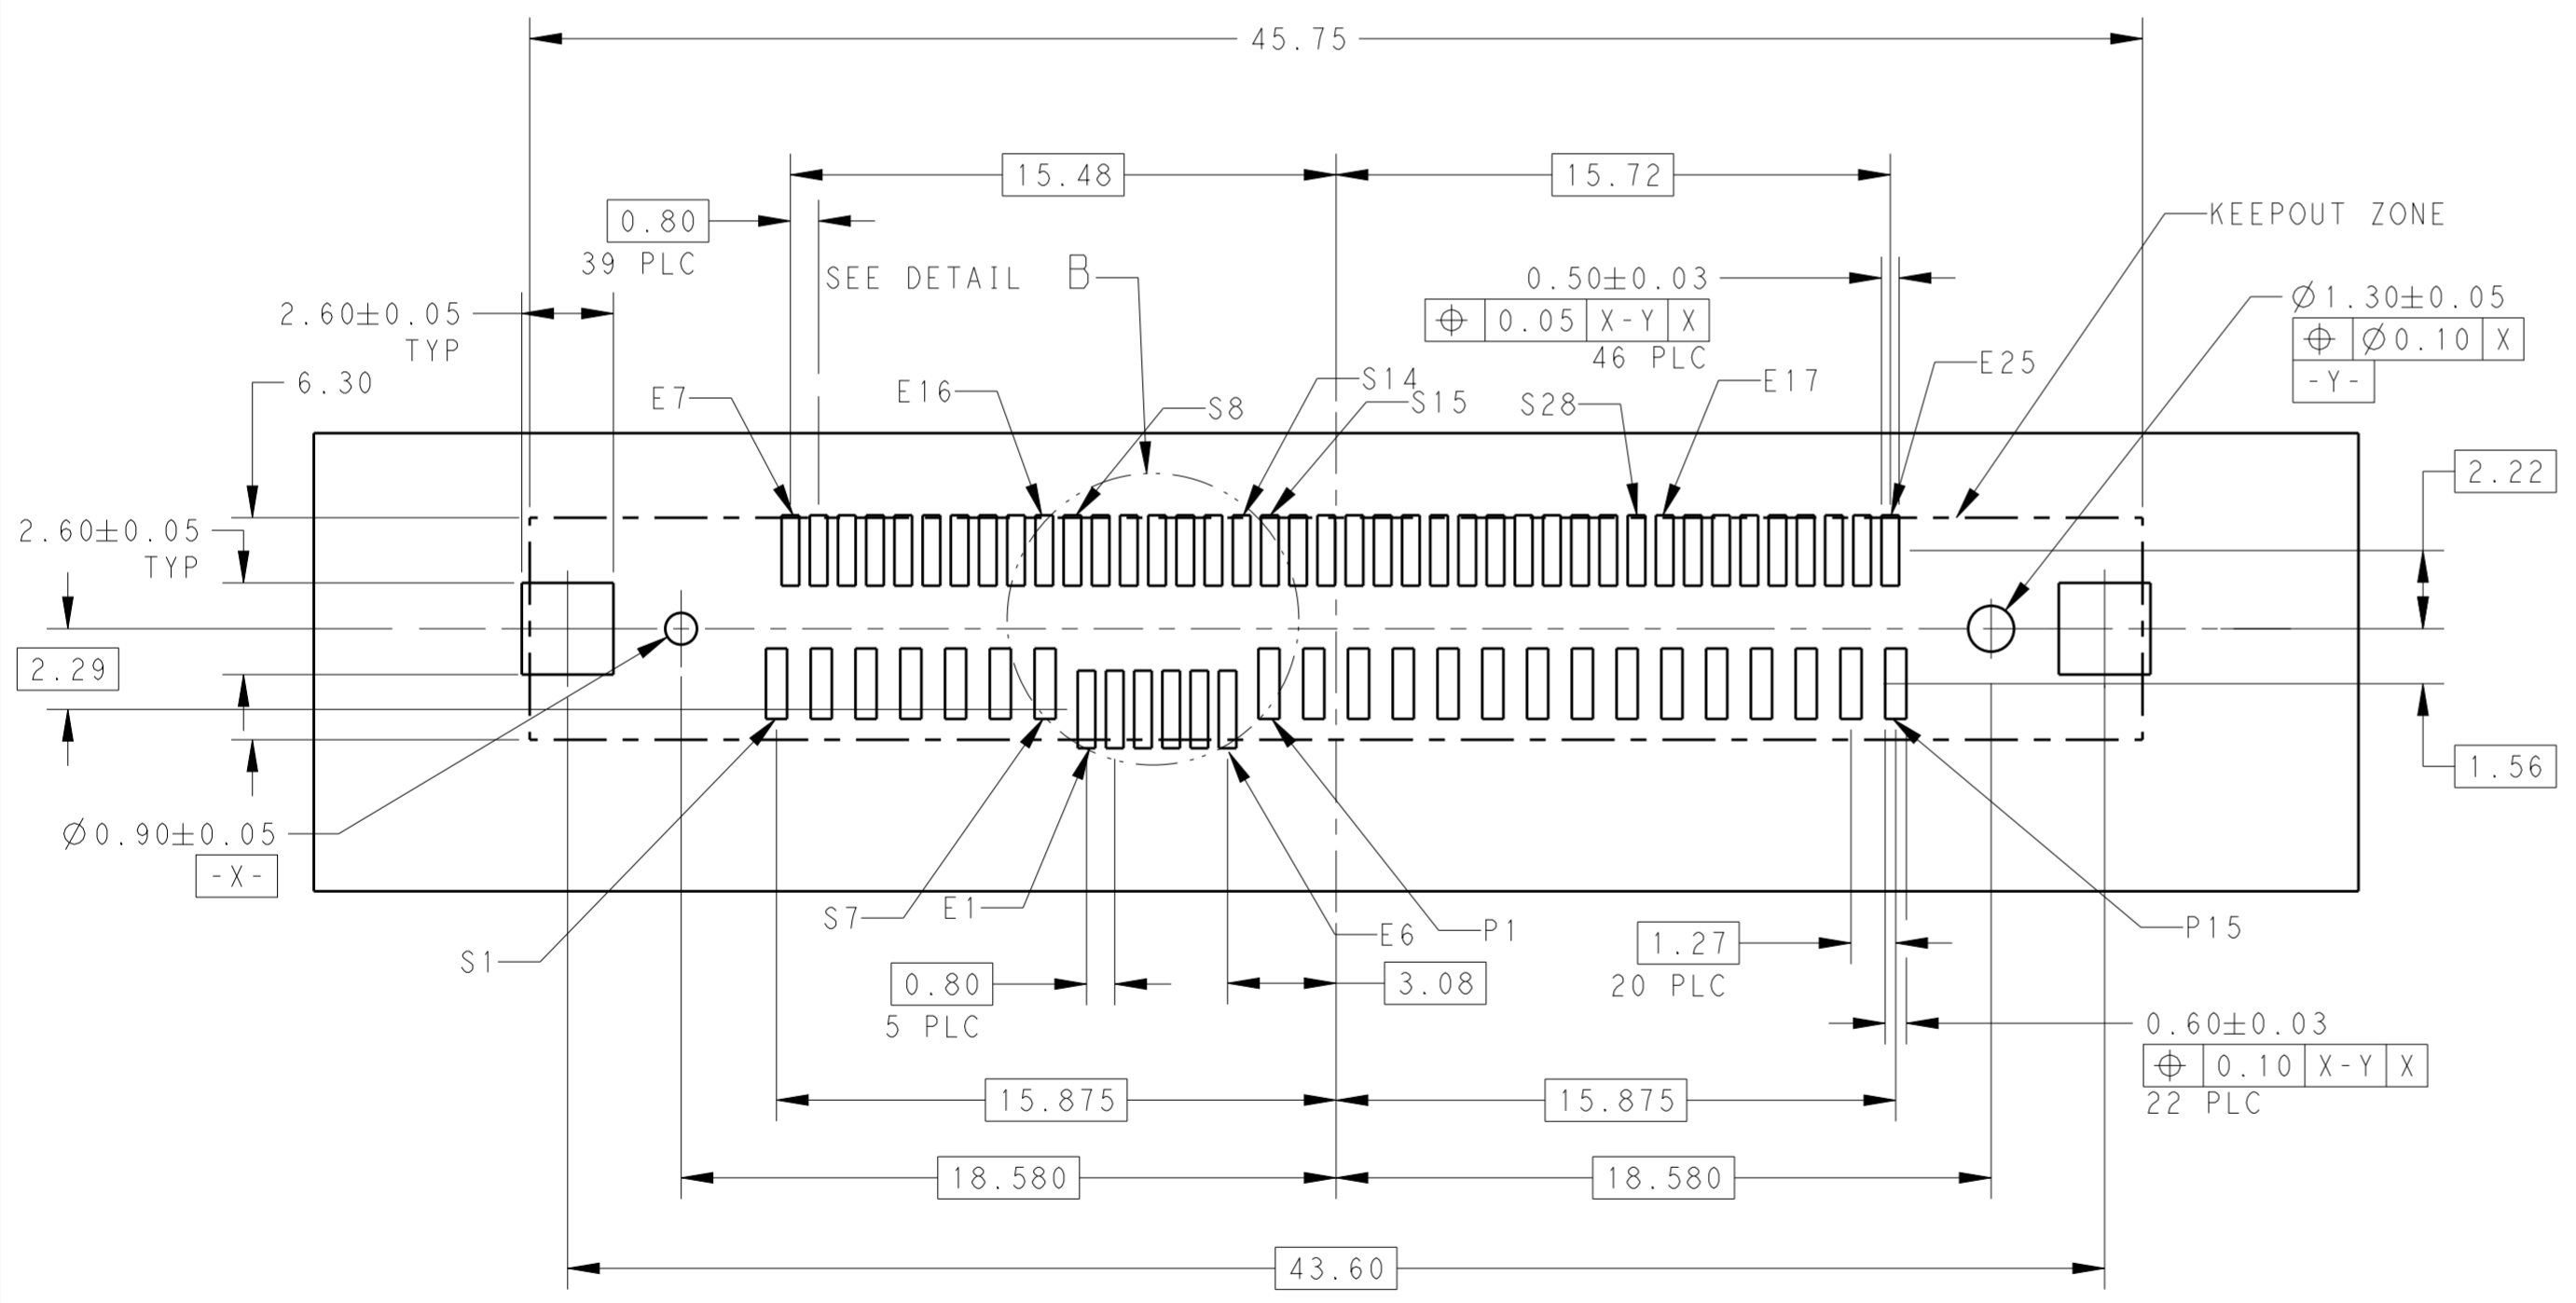 45.75
15.48
15.72
0.80
39 PLC
KEEPOUT ZONE
SEE DETAIL B
0.50±0.03
⌖ 0.05 X-Y X
46 PLC
2.60±0.05
TYP
Ø1.30±0.05
⌖ Ø0.10 X
-Y-
6.30
E7
E16
S8
S14
S15
S28
E17
E25
2.22
2.60±0.05
TYP
2.29
1.56
Ø0.90±0.05
-X-
S1
S7
E1
E6
P1
P15
1.27
20 PLC
0.80
5 PLC
3.08
0.60±0.03
⌖ 0.10 X-Y X
22 PLC
15.875
15.875
18.580
18.580
43.60